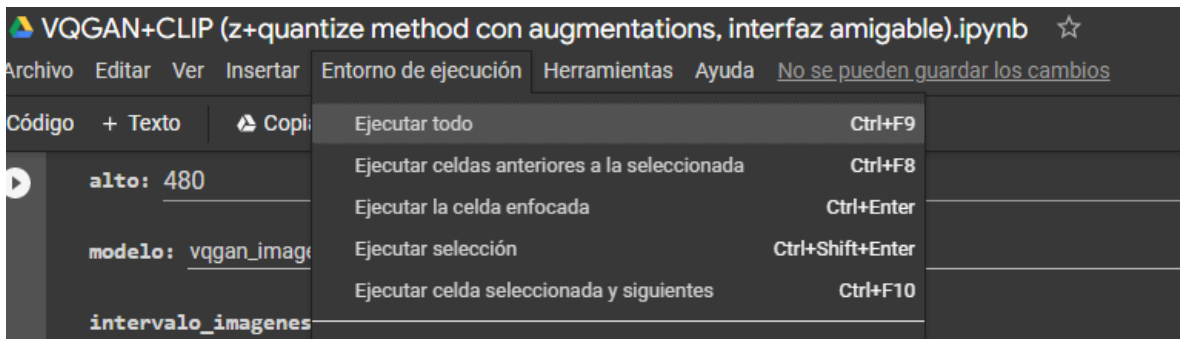 VQGAN+CLIP (z+quantize method con augmentations, interfaz amigable).ipynb
Archivo Editar Ver Insertar Entorno de ejecución Herramientas Ayuda No se pueden guardar los cambios
Código + Texto Copia
Ejecutar todo Ctrl+F9
Ejecutar celdas anteriores a la seleccionada Ctrl+F8
alto: 480
Ejecutar la celda enfocada Ctrl+Enter
modelo: vqgan_image
Ejecutar selección Ctrl+Shift+Enter
Ejecutar celda seleccionada y siguientes Ctrl+F10
intervalo_imagenes